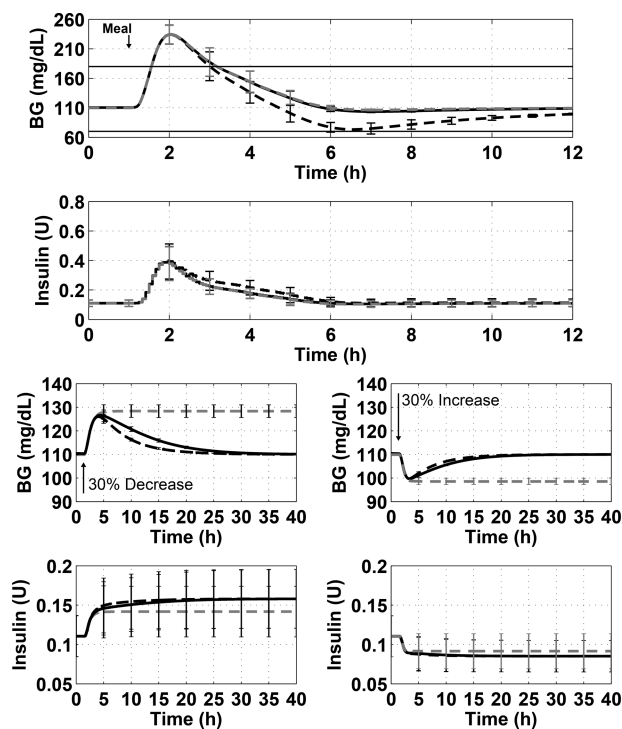 BG (mg/dL)
260
210
160
110
60
Meal
0 2 4 6 8 10 12
Time (h)
Insulin (U)
0.8
0.6
0.4
0.2
0
0 2 4 6 8 10 12
Time (h)
BG (mg/dL)
140
130
120
110
100
90
30% Decrease
0 5 10 15 20 25 30 35 40
Time (h)
BG (mg/dL)
140
130
120
110
100
90
30% Increase
0 5 10 15 20 25 30 35 40
Time (h)
Insulin (U)
0.2
0.15
0.1
0.05
0 5 10 15 20 25 30 35 40
Time (h)
Insulin (U)
0.2
0.15
0.1
0.05
0 5 10 15 20 25 30 35 40
Time (h)